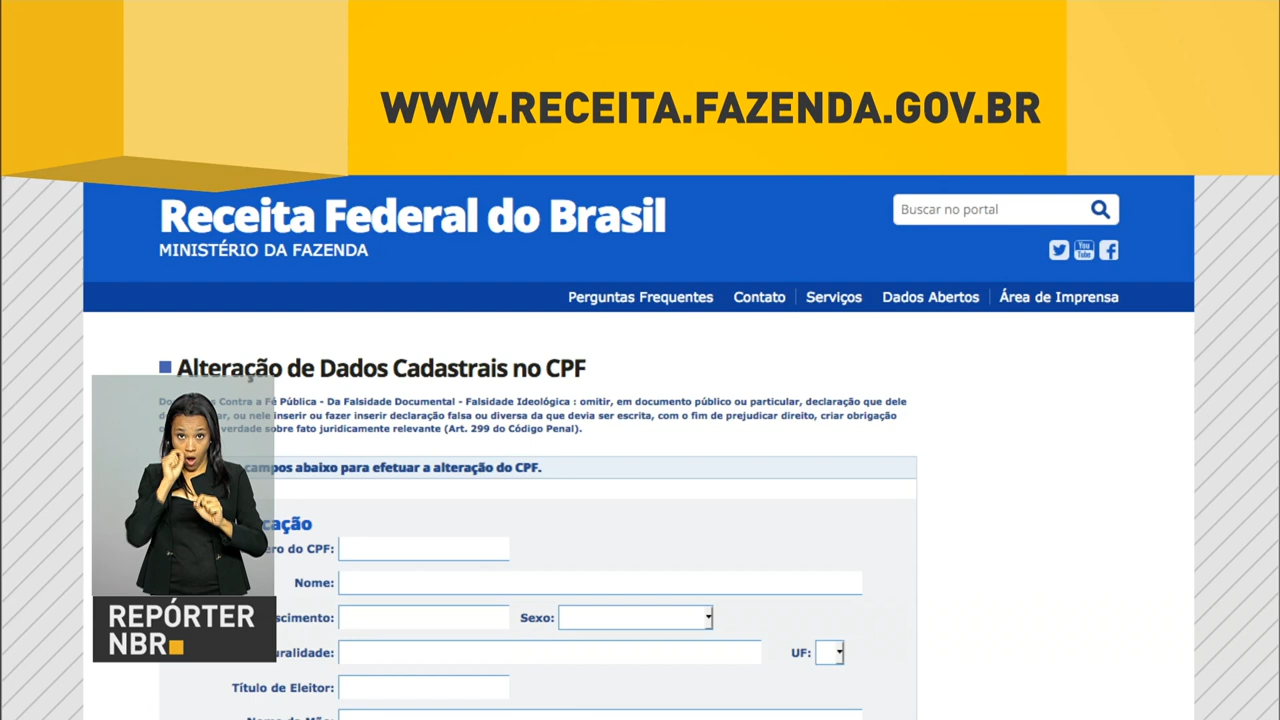 WWW.RECEITA.FAZENDA.GOV.BR
Receita Federal do Brasil
MINISTÉRIO DA FAZENDA
Buscar no portal
You Tube
Perguntas Frequentes Contato Serviços Dados Abertos Área de Imprensa
Alteração de Dados Cadastrais no CPF
Contra a Fé Pública - Da Falsidade Documental - Falsidade Ideológica : omitir, em documento público ou particular, declaração que dele
ou nele inserir ou fazer inserir declaração falsa ou diversa da que devia ser escrita, com o fim de prejudicar direito, criar obrigação
verdade sobre fato juridicamente relevante (Art. 299 do Código Penal).
campos abaixo para efetuar a alteração do CPF.
do CPF:
Nome:
Sexo:
UF:
Título de Eleitor:
Nome da Mãe:
REPÓRTER
NBR